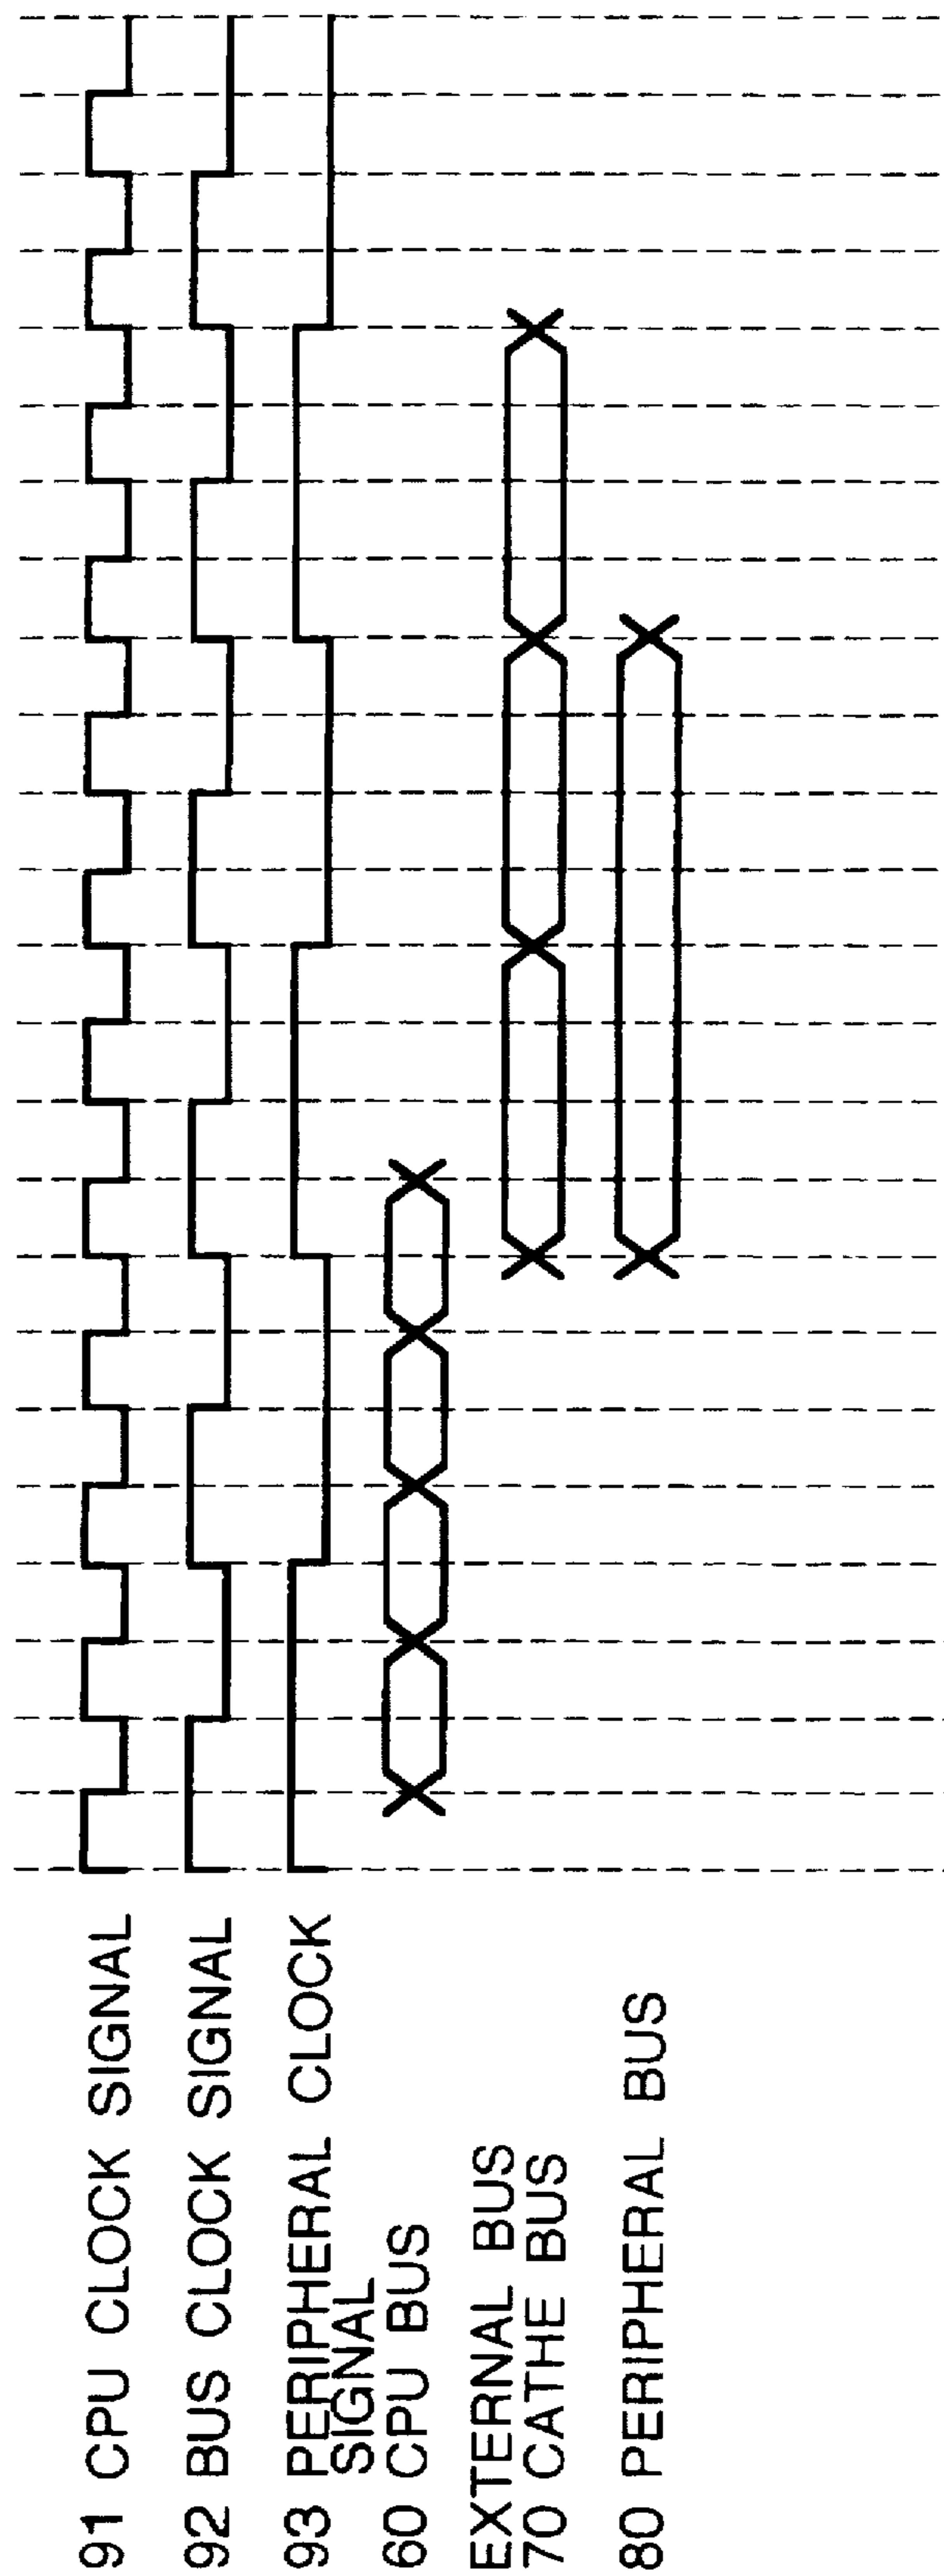 91 CPU CLOCK SIGNAL
92 BUS CLOCK SIGNAL
93 PERIPHERAL CLOCK
SIGNAL
60 CPU BUS
EXTERNAL BUS
70 CATHE BUS
80 PERIPHERAL BUS